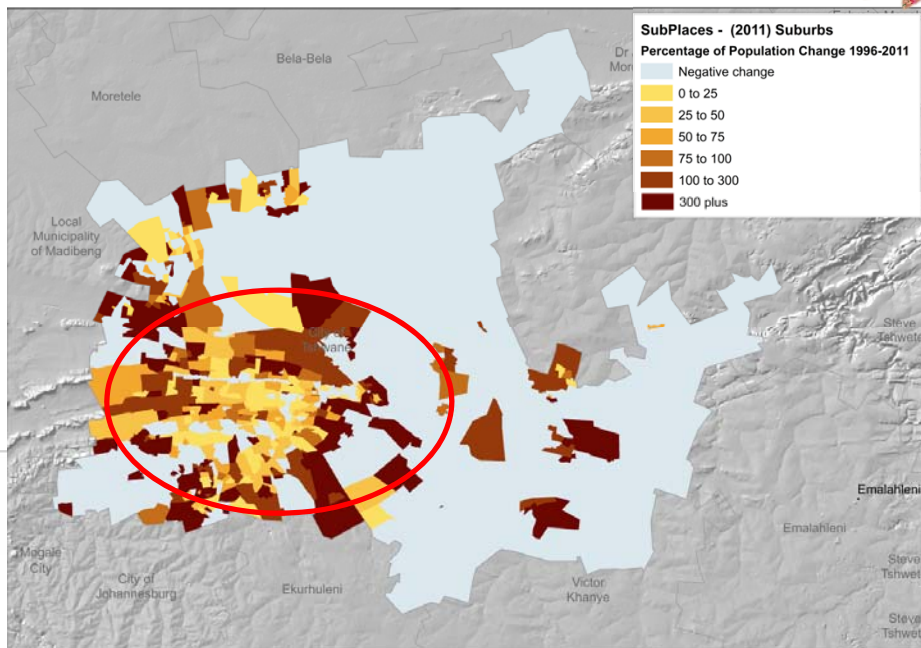 SubPlaces - (2011) Suburbs
Percentage of Population Change 1996-2011
Negative change
0 to 25
25 to 50
50 to 75
75 to 100
100 to 300
300 plus
Bela-Bela
Dr
Moretele
Local
Municipality
of Madibeng
City of
Tshwane
Steve
Tshwete
Emalahleni
Emalahleni
Mogale
City
City of
Johannesburg
Ekurhuleni
Victor
Khanye
Steve
Tshwete
Steve
Tshwete